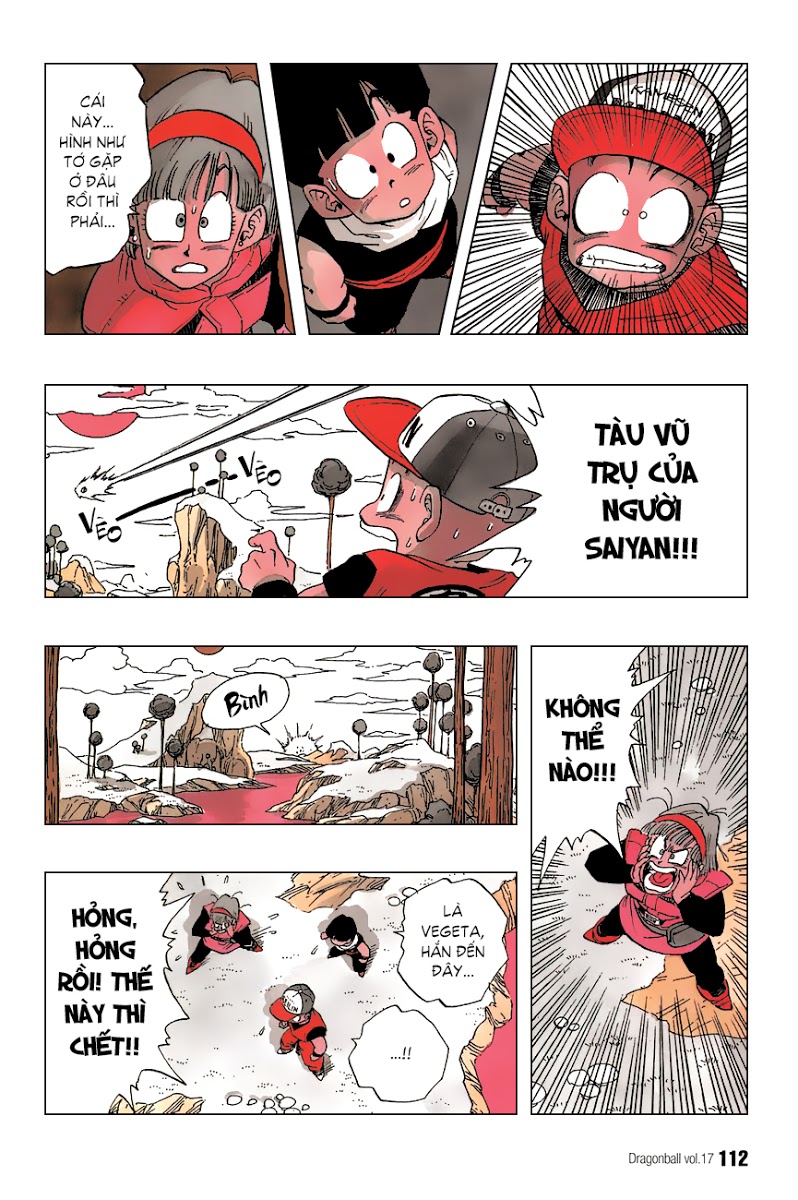 CÁI
NÀY...
HÌNH NHƯ
TỚ GẶP
Ở ĐÂU
RỒI THÌ
PHẢI...
TÀU VŨ
TRỤ CỦA
NGƯỜI
SAIYAN!!!
VÈO
VÈO
Bình
KHÔNG
THỂ
NÀO!!!
HỎNG,
HỎNG
RỒI! THẾ
NÀY THÌ
CHẾT!!
LÀ
VEGETA,
HẮN ĐẾN
ĐÂY...
...!!
Dragonball vol.17 112